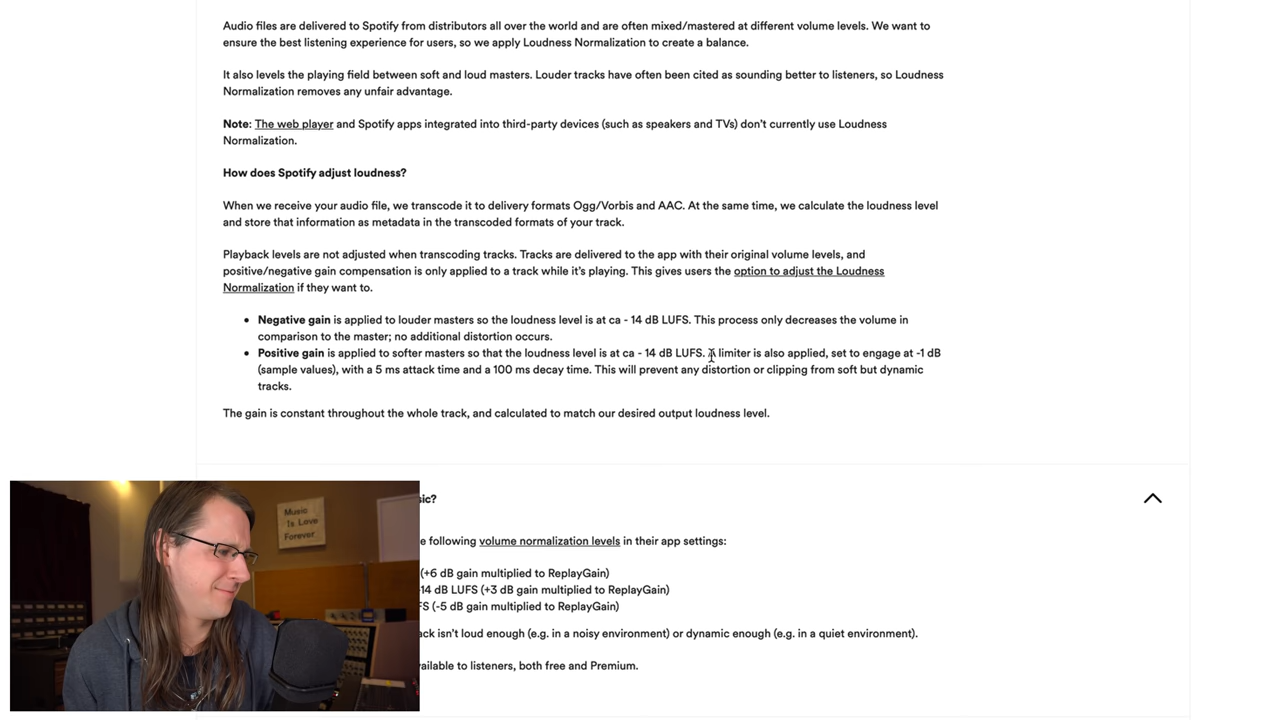 Audio files are delivered to Spotify from distributors all over the world and are often mixed/mastered at different volume levels. We want to
ensure the best listening experience for users, so we apply Loudness Normalization to create a balance.
It also levels the playing field between soft and loud masters. Louder tracks have often been cited as sounding better to listeners, so Loudness
Normalization removes any unfair advantage.
Note: The web player and Spotify apps integrated into third-party devices (such as speakers and TVs) don't currently use Loudness
Normalization.
How does Spotify adjust loudness?
When we receive your audio file, we transcode it to delivery formats Ogg/Vorbis and AAC. At the same time, we calculate the loudness level
and store that information as metadata in the transcoded formats of your track.
Playback levels are not adjusted when transcoding tracks. Tracks are delivered to the app with their original volume levels, and
positive/negative gain compensation is only applied to a track while it's playing. This gives users the option to adjust the Loudness
Normalization if they want to.
• Negative gain is applied to louder masters so the loudness level is at ca - 14 dB LUFS. This process only decreases the volume in
comparison to the master; no additional distortion occurs.
• Positive gain is applied to softer masters so that the loudness level is at ca - 14 dB LUFS. A limiter is also applied, set to engage at -1 dB
(sample values), with a 5 ms attack time and a 100 ms decay time. This will prevent any distortion or clipping from soft but dynamic
tracks.
The gain is constant throughout the whole track, and calculated to match our desired output loudness level.
sic?
e following volume normalization levels in their app settings:
(+6 dB gain multiplied to ReplayGain)
-14 dB LUFS (+3 dB gain multiplied to ReplayGain)
FS (-5 dB gain multiplied to ReplayGain)
ack isn't loud enough (e.g. in a noisy environment) or dynamic enough (e.g. in a quiet environment).
vailable to listeners, both free and Premium.
Music
Is Love
Forever